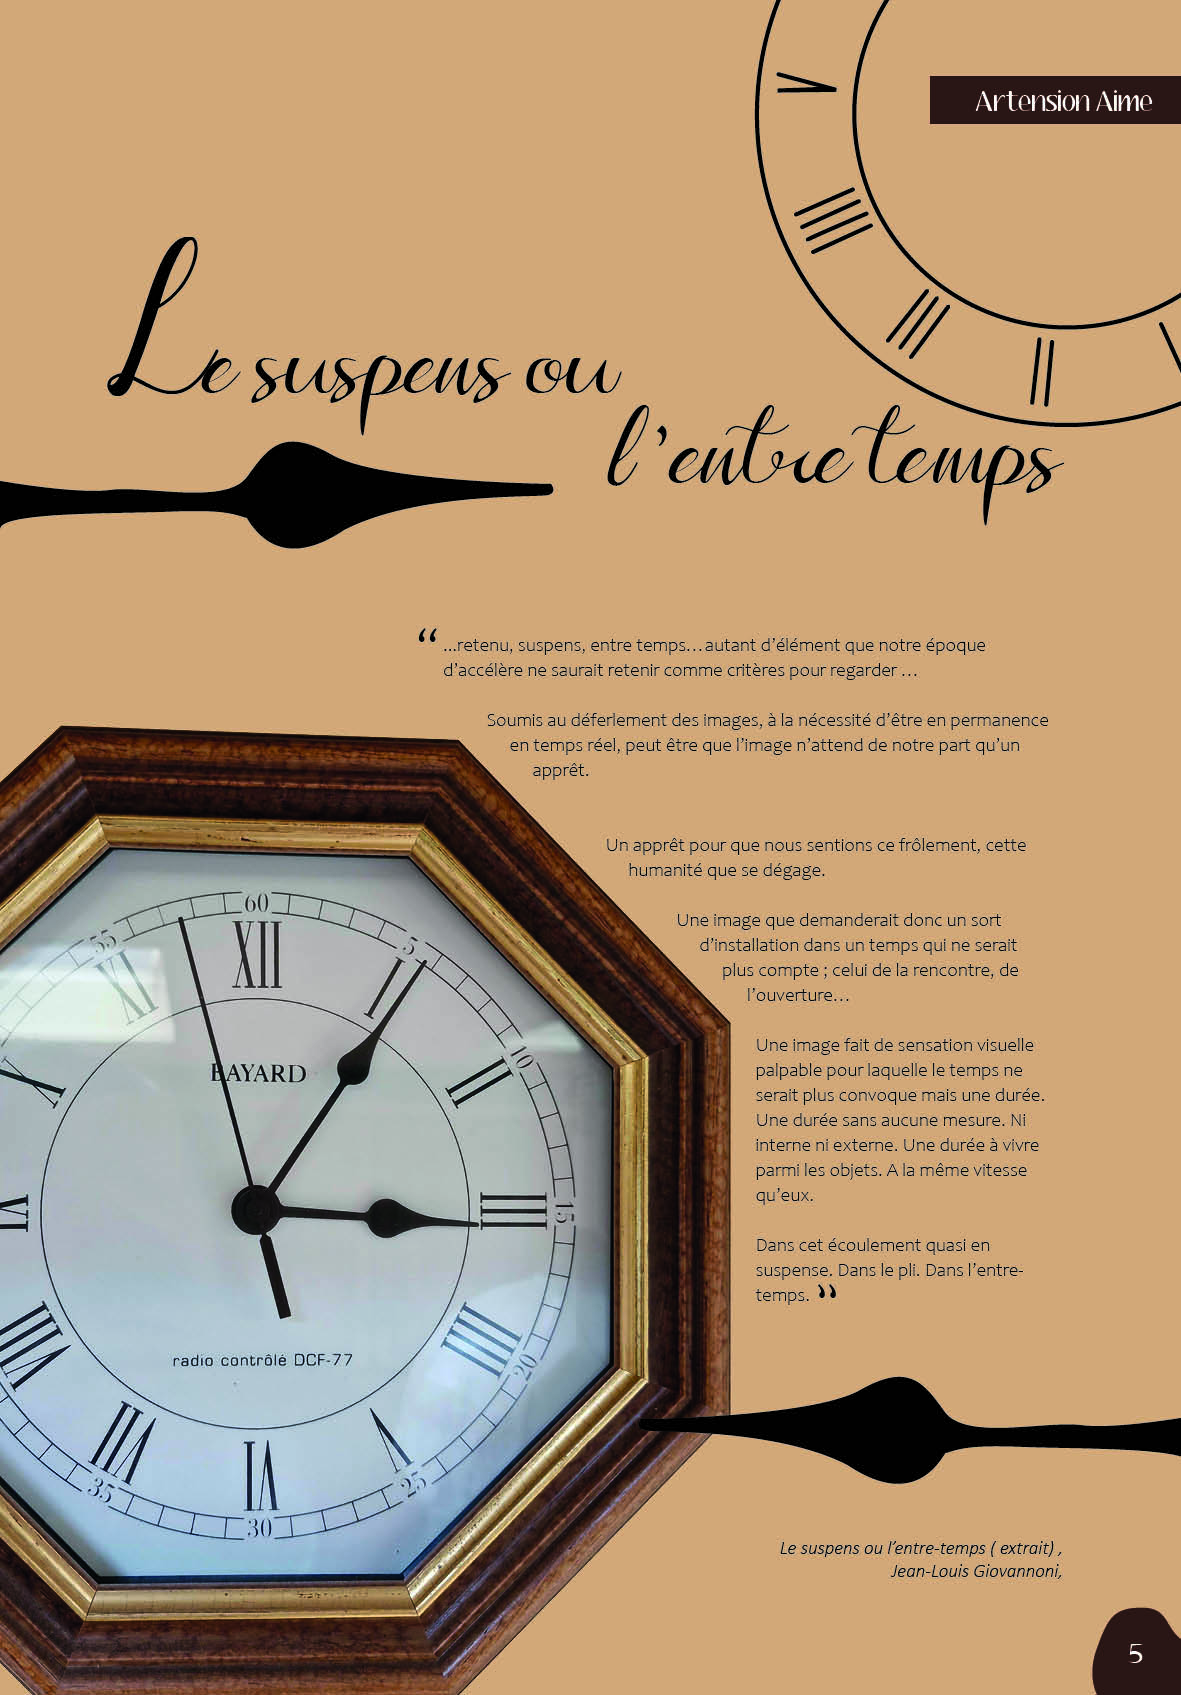 Artension Aime
V
IIII
III
II
I
Le suspens ou
l'entre temps
“ ...retenu, suspens, entre temps…autant d’élément que notre époque
d’accélère ne saurait retenir comme critères pour regarder …
Soumis au déferlement des images, à la nécessité d’être en permanence
en temps réel, peut être que l’image n’attend de notre part qu’un
apprêt.
Un apprêt pour que nous sentions ce frôlement, cette
humanité que se dégage.
Une image que demanderait donc un sort
d’installation dans un temps qui ne serait
plus compte ; celui de la rencontre, de
l’ouverture…
Une image fait de sensation visuelle
palpable pour laquelle le temps ne
serait plus convoque mais une durée.
Une durée sans aucune mesure. Ni
interne ni externe. Une durée à vivre
parmi les objets. A la même vitesse
qu’eux.
Dans cet écoulement quasi en
suspense. Dans le pli. Dans l’entre-
temps. ”
60
55
5
XII
XI
I
10
BAYARD
X
II
15
IX
III
radio contrôlé DCF-77
VIII
IIII
20
VII
V
VI
35
25
30
Le suspens ou l’entre-temps ( extrait) ,
Jean-Louis Giovannoni,
5